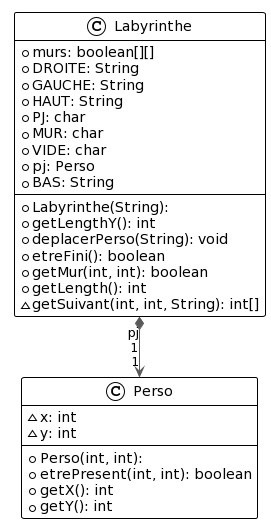 C Labyrinthe
murs: boolean[][]
DROITE: String
GAUCHE: String
HAUT: String
PJ: char
MUR: char
VIDE: char
pj: Perso
BAS: String
Labyrinthe(String):
getLengthY(): int
deplacerPerso(String): void
etreFini(): boolean
getMur(int, int): boolean
getLength(): int
~getSuivant(int, int, String): int[]
pj
1
1
C Perso
~x: int
~y: int
Perso(int, int):
etrePresent(int, int): boolean
getX(): int
getY(): int